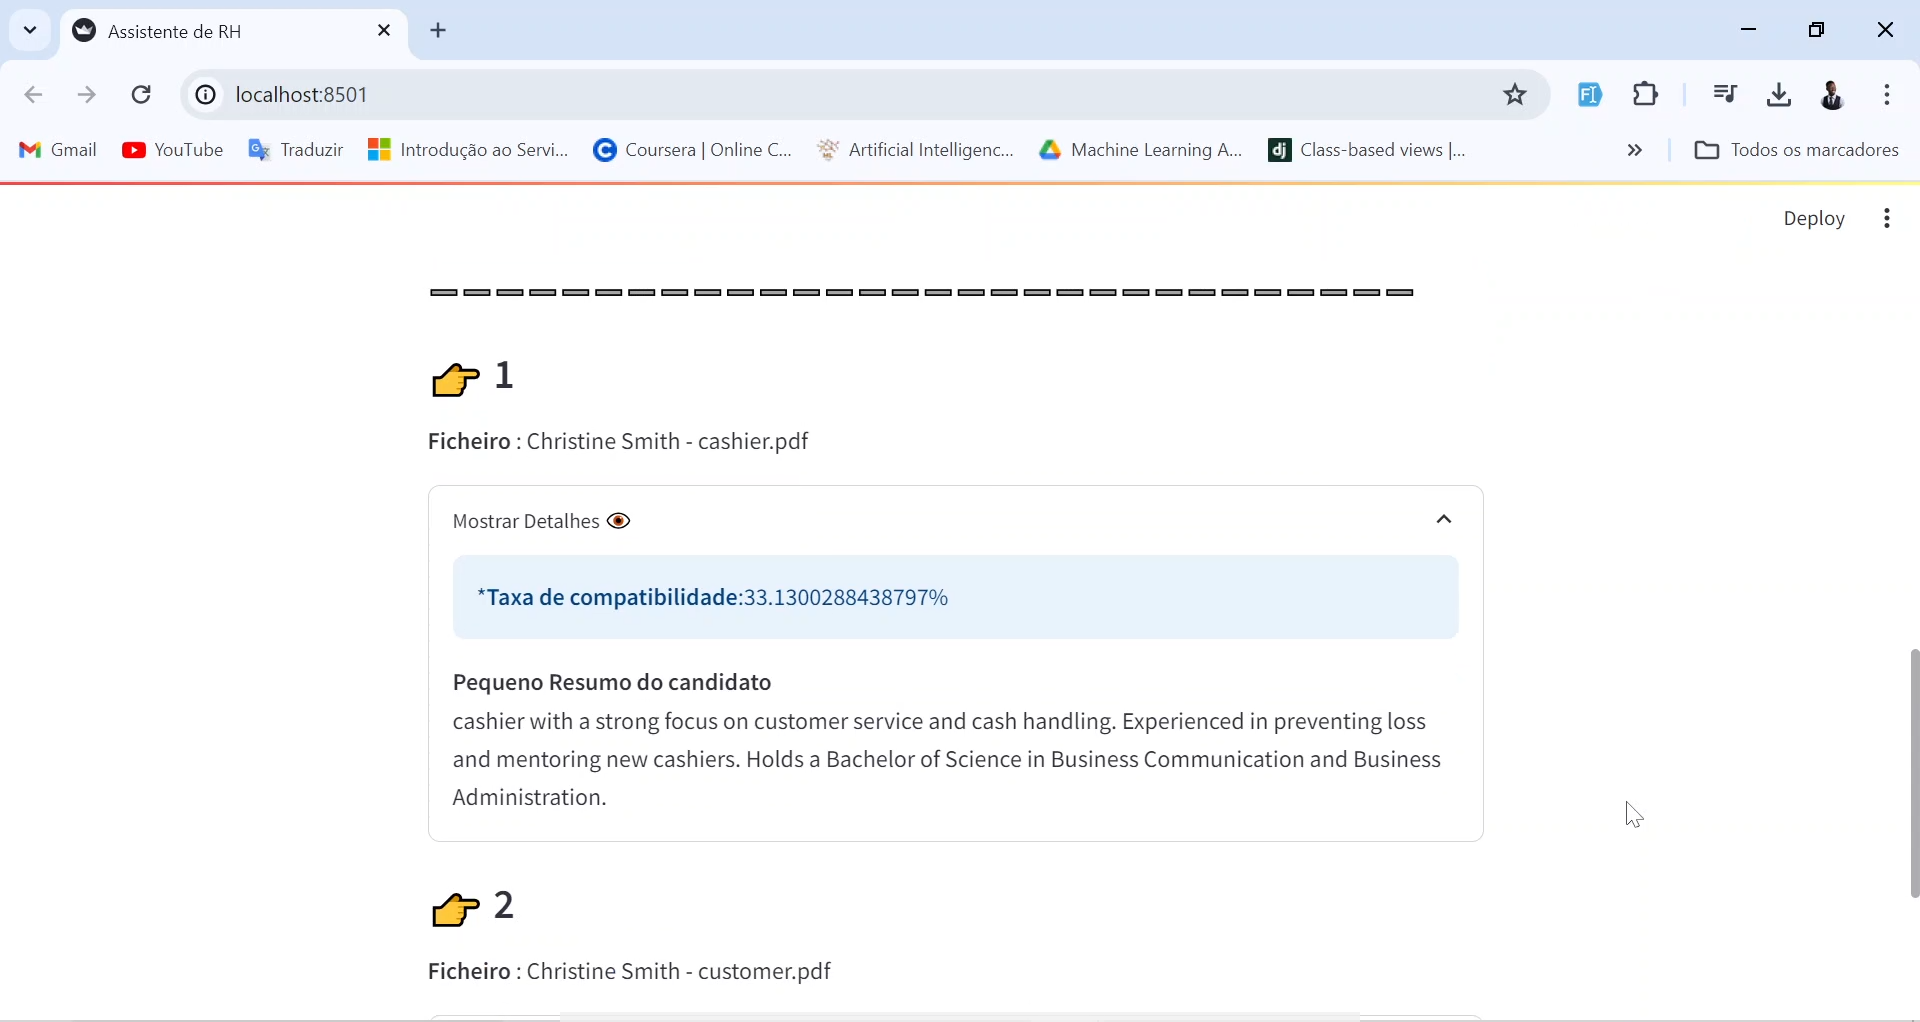 Assistente de RH
localhost:8501
Gmail YouTube Traduzir Introdução ao Servi... Coursera | Online C... Artificial Intelligenc... Machine Learning A... dj Class-based views |... Todos os marcadores
Deploy
1
Ficheiro : Christine Smith - cashier.pdf
Mostrar Detalhes
*Taxa de compatibilidade:33.1300288438797%
Pequeno Resumo do candidato
cashier with a strong focus on customer service and cash handling. Experienced in preventing loss
and mentoring new cashiers. Holds a Bachelor of Science in Business Communication and Business
Administration.
2
Ficheiro : Christine Smith - customer.pdf